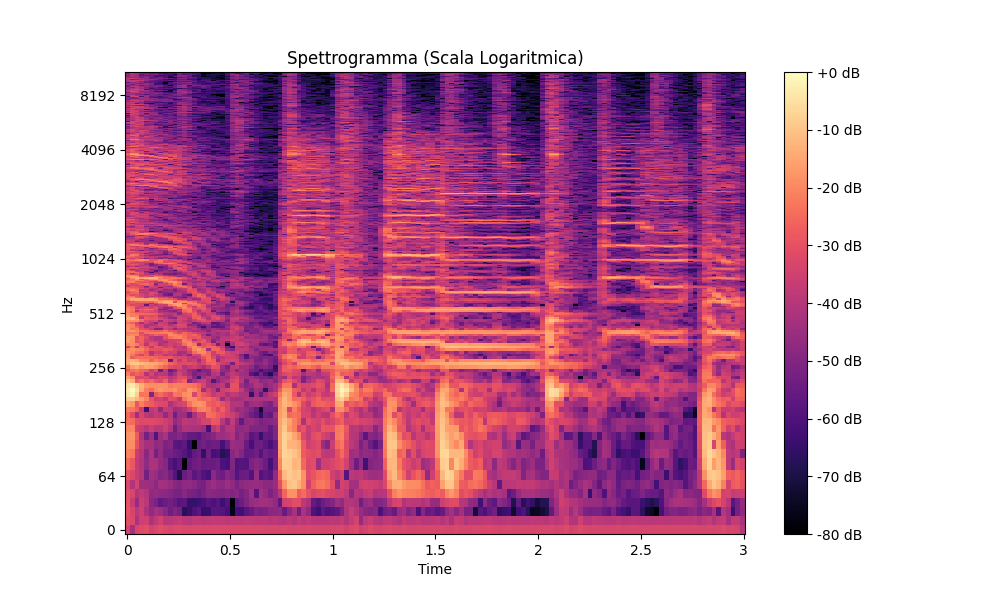 Spettrogramma (Scala Logaritmica)
Hz
8192
4096
2048
1024
512
256
128
64
0
0
0.5
1
1.5
2
2.5
3
Time
+0 dB
-10 dB
-20 dB
-30 dB
-40 dB
-50 dB
-60 dB
-70 dB
-80 dB